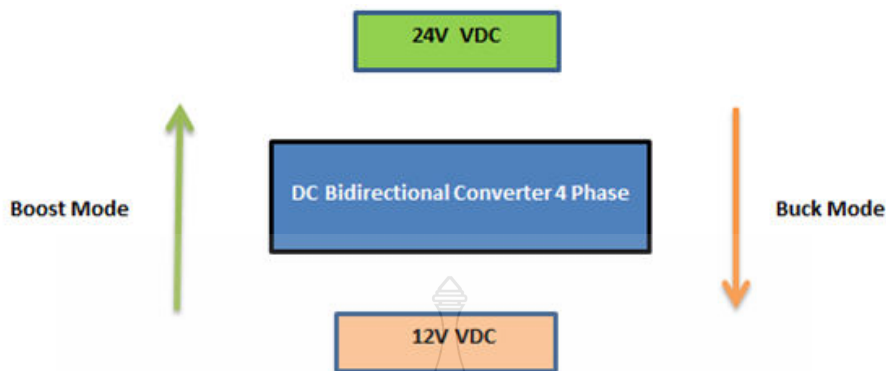 24V VDC
DC Bidirectional Converter 4 Phase
Boost Mode
Buck Mode
12V VDC